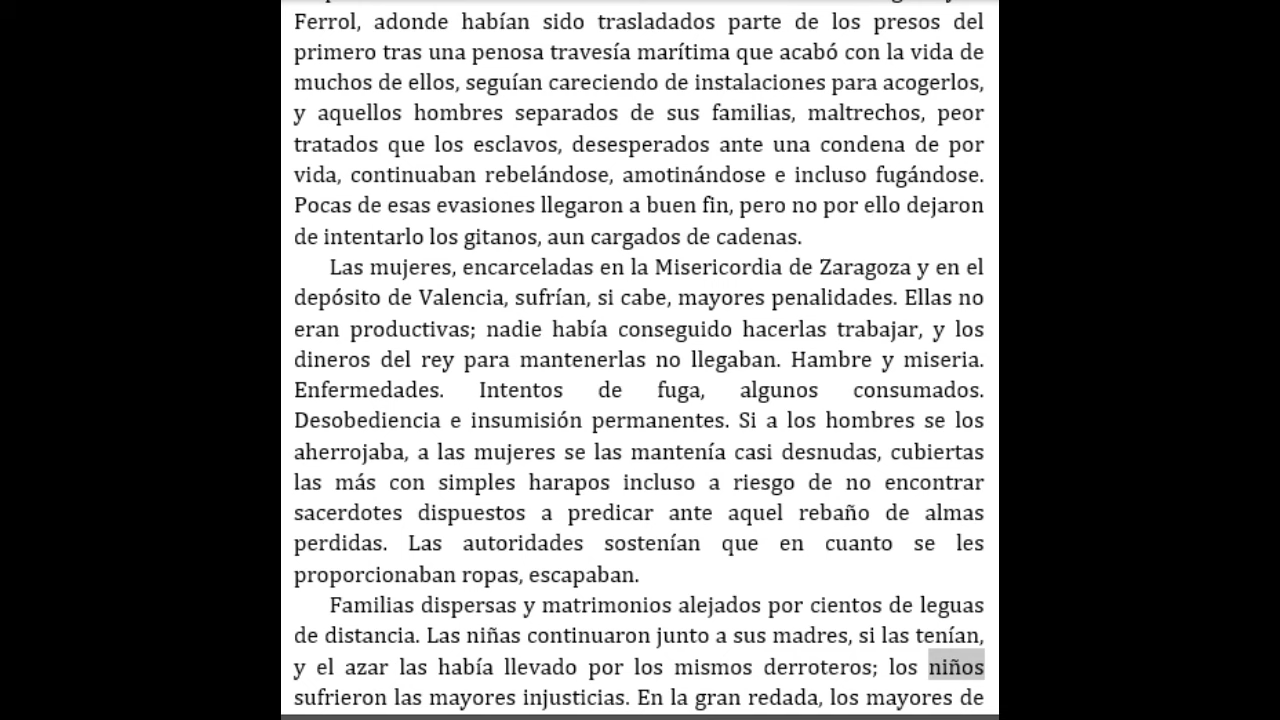 Ferrol, adonde habían sido trasladados parte de los presos del
primero tras una penosa travesía marítima que acabó con la vida de
muchos de ellos, seguían careciendo de instalaciones para acogerlos,
y aquellos hombres separados de sus familias, maltrechos, peor
tratados que los esclavos, desesperados ante una condena de por
vida, continuaban rebelándose, amotinándose e incluso fugándose.
Pocas de esas evasiones llegaron a buen fin, pero no por ello dejaron
de intentarlo los gitanos, aun cargados de cadenas.
Las mujeres, encarceladas en la Misericordia de Zaragoza y en el
depósito de Valencia, sufrían, si cabe, mayores penalidades. Ellas no
eran productivas; nadie había conseguido hacerlas trabajar, y los
dineros del rey para mantenerlas no llegaban. Hambre y miseria.
Enfermedades. Intentos de fuga, algunos consumados.
Desobediencia e insumisión permanentes. Si a los hombres se los
aherrojaba, a las mujeres se las mantenía casi desnudas, cubiertas
las más con simples harapos incluso a riesgo de no encontrar
sacerdotes dispuestos a predicar ante aquel rebaño de almas
perdidas. Las autoridades sostenían que en cuanto se les
proporcionaban ropas, escapaban.
Familias dispersas y matrimonios alejados por cientos de leguas
de distancia. Las niñas continuaron junto a sus madres, si las tenían,
y el azar las había llevado por los mismos derroteros; los niños
sufrieron las mayores injusticias. En la gran redada, los mayores de